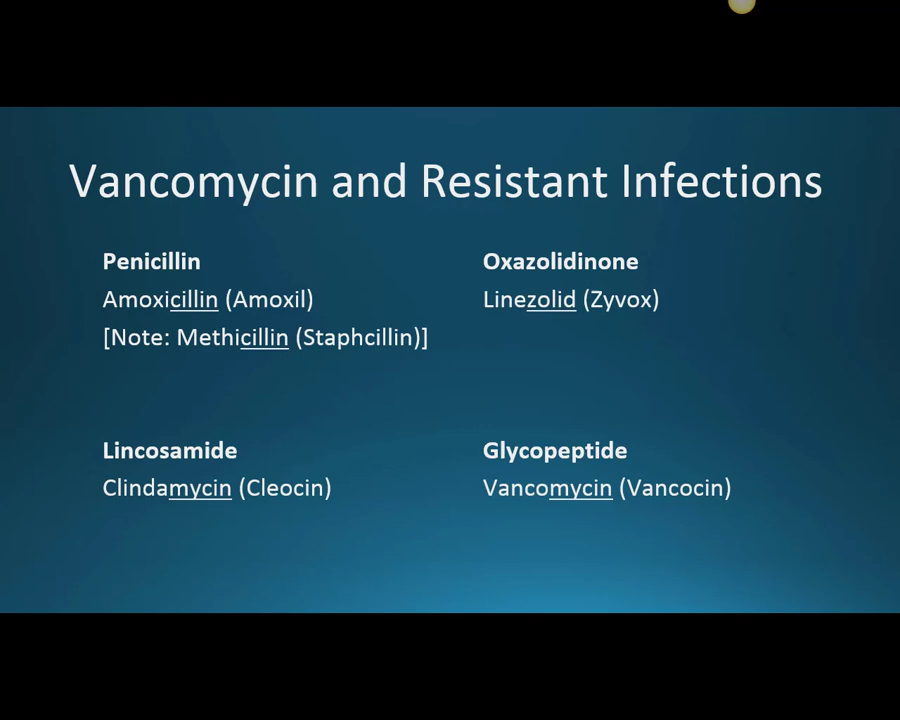 Vancomycin and Resistant Infections
Penicillin
Amoxicillin (Amoxil)
[Note: Methicillin (Staphcillin)]
Oxazolidinone
Linezolid (Zyvox)
Lincosamide
Clindamycin (Cleocin)
Glycopeptide
Vancomycin (Vancocin)